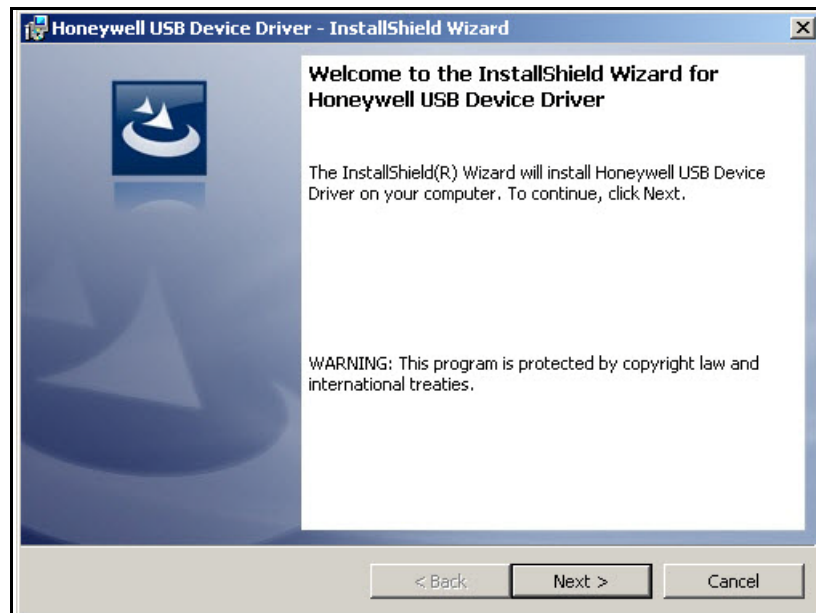 Honeywell USB Device Driver - InstallShield Wizard
Welcome to the InstallShield Wizard for
Honeywell USB Device Driver
The InstallShield(R) Wizard will install Honeywell USB Device
Driver on your computer. To continue, click Next.
WARNING: This program is protected by copyright law and
international treaties.
< Back
Next >
Cancel